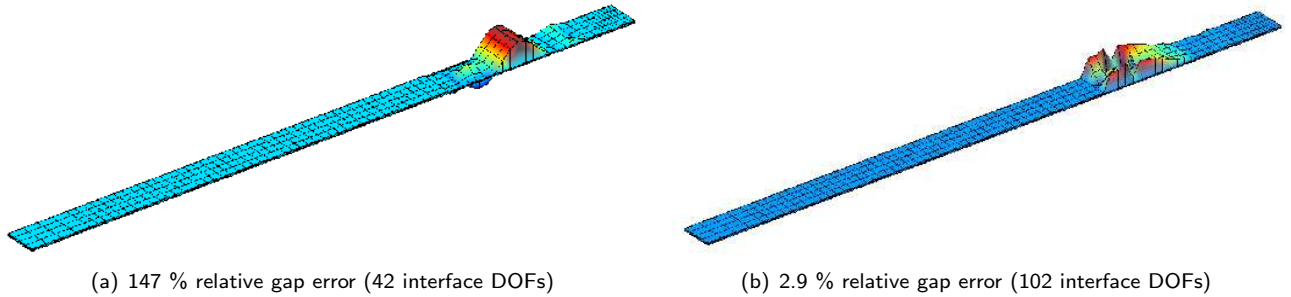 (a) 147 % relative gap error (42 interface DOFs)
(b) 2.9 % relative gap error (102 interface DOFs)